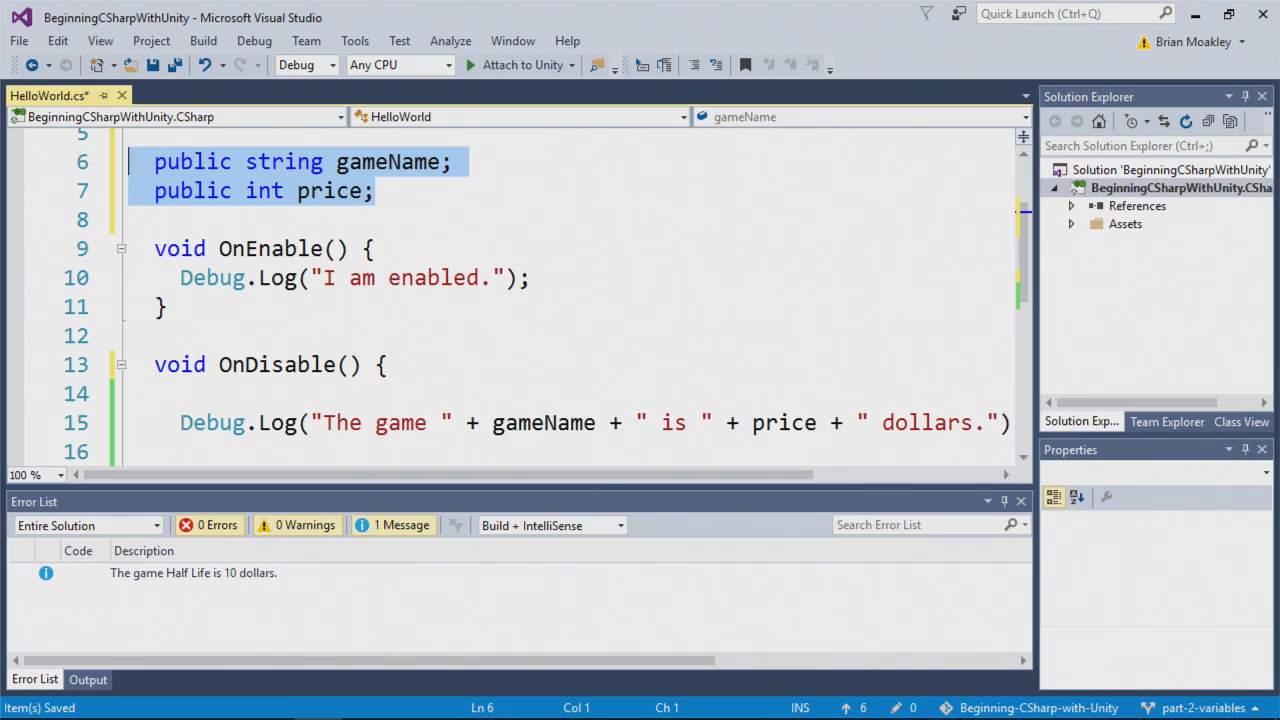 BeginningCSharpWithUnity - Microsoft Visual Studio
Quick Launch (Ctrl+Q)
File Edit View Project Build Debug Team Tools Test Analyze Window Help
Brian Moakley
Debug Any CPU Attach to Unity
HelloWorld.cs*
BeginningCSharpWithUnity.CSharp HelloWorld gameName
5
6 public string gameName;
7 public int price;
8
9 void OnEnable() {
10 Debug.Log("I am enabled.");
11 }
12
13 void OnDisable() {
14
15 Debug.Log("The game " + gameName + " is " + price + " dollars.")
16
100 %
Solution Explorer
Search Solution Explorer (Ctrl+;)
Solution 'BeginningCSharpWithUnity'
BeginningCSharpWithUnity.CSha
References
Assets
Solution Exp... Team Explorer Class View
Properties
Error List
Entire Solution 0 Errors 0 Warnings 1 Message Build + IntelliSense Search Error List
Code Description
The game Half Life is 10 dollars.
Error List Output
Item(s) Saved Ln 6 Col 1 Ch 1 INS 6 0 Beginning-CSharp-with-Unity part-2-variables